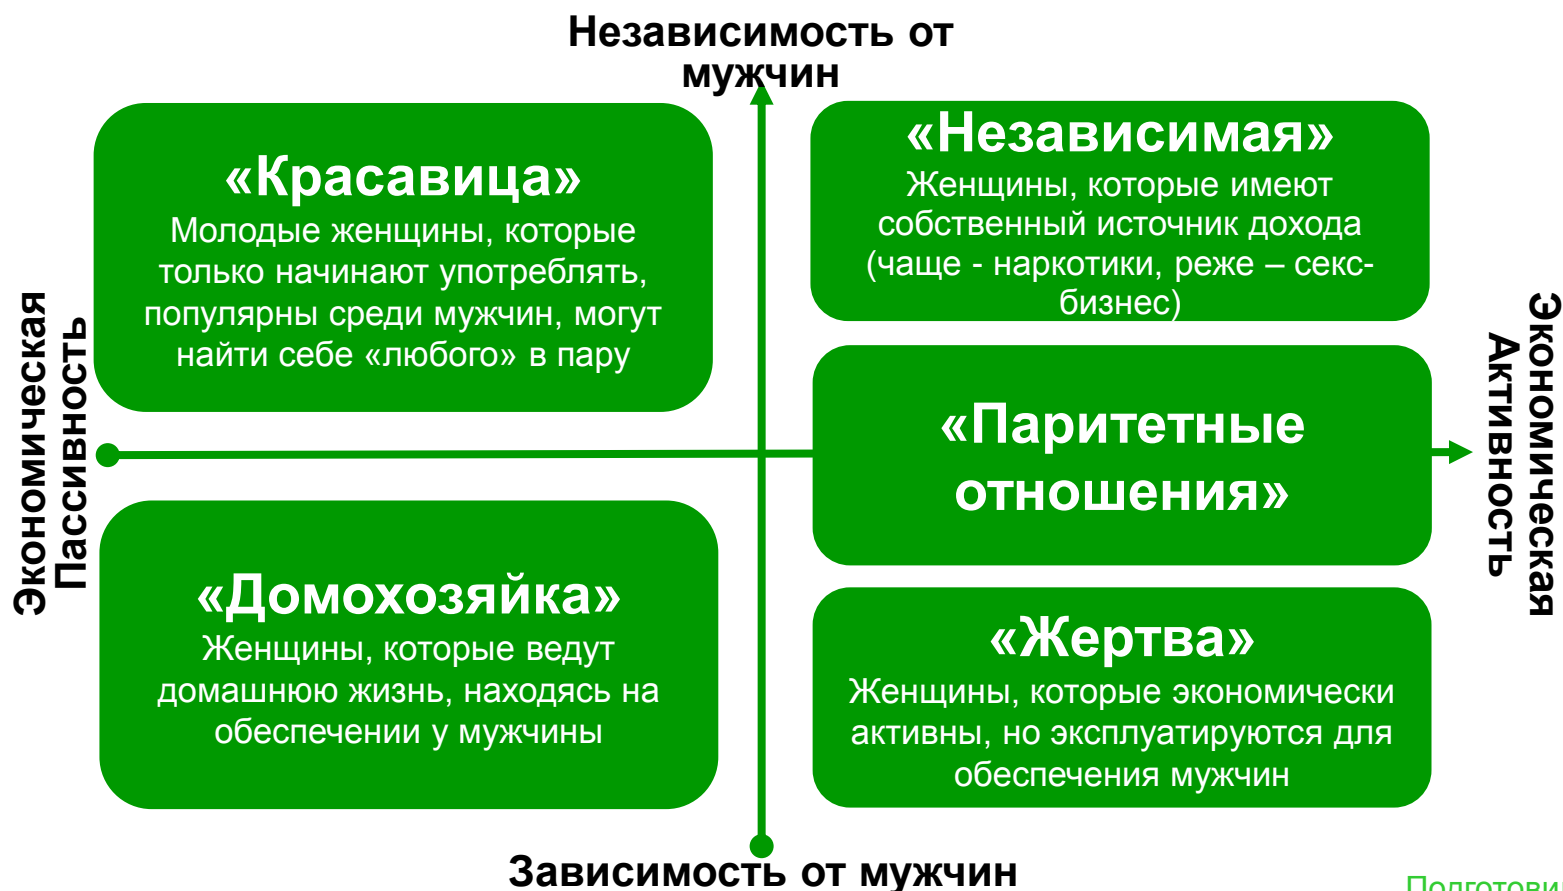 Независимость от
мужчин
«Красавица»
Молодые женщины, которые
только начинают употреблять,
популярны среди мужчин, могут
найти себе «любого» в пару
«Независимая»
Женщины, которые имеют
собственный источник дохода
(чаще - наркотики, реже – секс-
бизнес)
Экономическая
Пассивность
«Паритетные
отношения»
Экономическая
Активность
«Домохозяйка»
Женщины, которые ведут
домашнюю жизнь, находясь на
обеспечении у мужчины
«Жертва»
Женщины, которые экономически
активны, но эксплуатируются для
обеспечения мужчин
Зависимость от мужчин